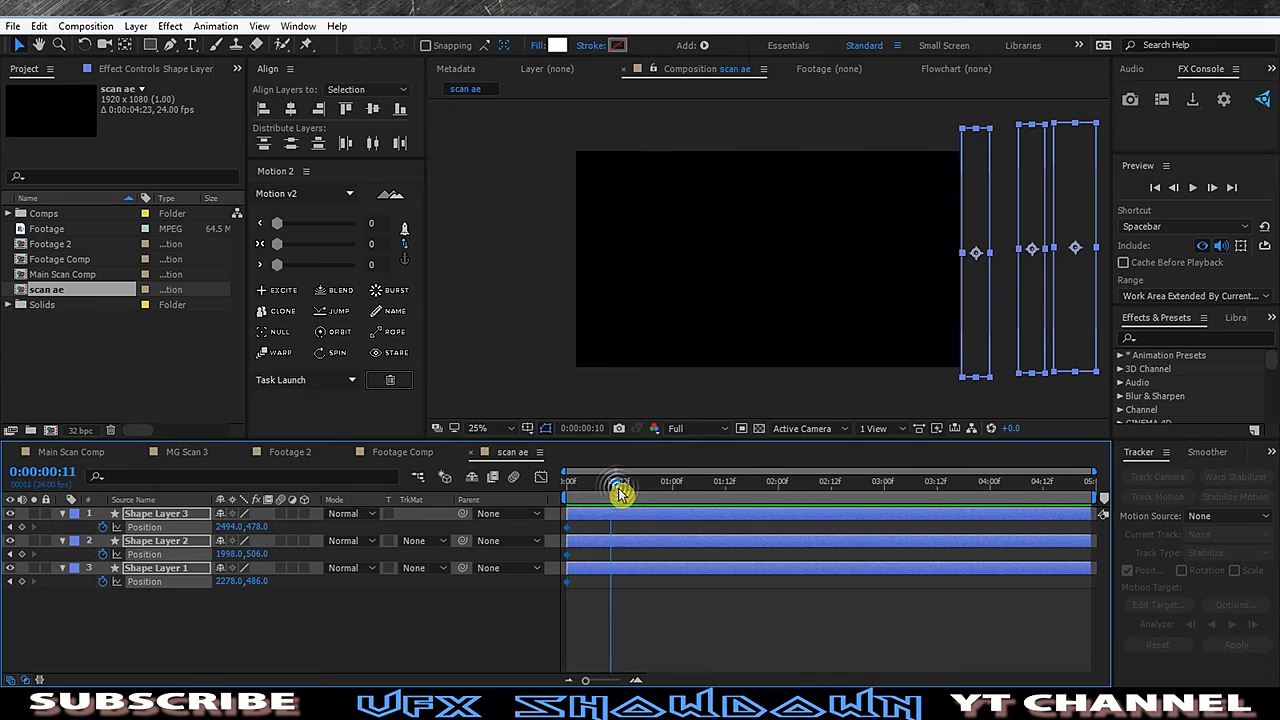 File Edit Composition Layer Effect Animation View Window Help
Snapping Fill: Stroke: Add: Essentials Standard Small Screen Libraries Search Help
Project Effect Controls Shape Layer Align Metadata Layer (none) Composition scan ae Footage (none) Flowchart (none) Audio FX Console
scan ae
1920 x 1080 (1.00)
Δ 0:00:04:23, 24.00 fps
Align Layers to: Selection
scan ae
Distribute Layers:
Preview
Motion 2
Motion v2
Name Type Size
Comps Folder
Footage MPEG 64.5 M
Footage 2 ...tion
Footage Comp ...tion
Main Scan Comp ...tion
scan ae ...tion
Solids Folder
0
0
0
EXCITE BLEND BURST
CLONE JUMP NAME
NULL ORBIT ROPE
WARP SPIN STARE
Task Launch
Shortcut
Spacebar
Include:
Cache Before Playback
Range
Work Area Extended By Current...
Effects & Presets Libra
* Animation Presets
3D Channel
Audio
Blur & Sharpen
Channel
32 bpc
25% 0:00:00:10 Full Active Camera 1 View +0.0
Main Scan Comp MG Scan 3 Footage 2 Footage Comp scan ae
Tracker Smoother
0:00:00:11
00011 (24.00 fps)
:00f 12f 01:00f 12f 02:00f 12f 03:00f 12f 04:00f 12f 05:0
# Source Name Mode T TrkMat Parent
1 Shape Layer 3 Normal None
Position 2494.0,478.0
2 Shape Layer 2 Normal None None
Position 1998.0,506.0
3 Shape Layer 1 Normal None None
Position 2278.0,486.0
Track Camera Warp Stabilizer
Track Motion Stabilize Motion
Motion Source: None
Current Track: None
Track Type: Stabilize
Posit... Rotation Scale
Motion Target:
Edit Target... Options...
Analyze:
Reset Apply
SUBSCRIBE VFX SHOWDOWN YT CHANNEL